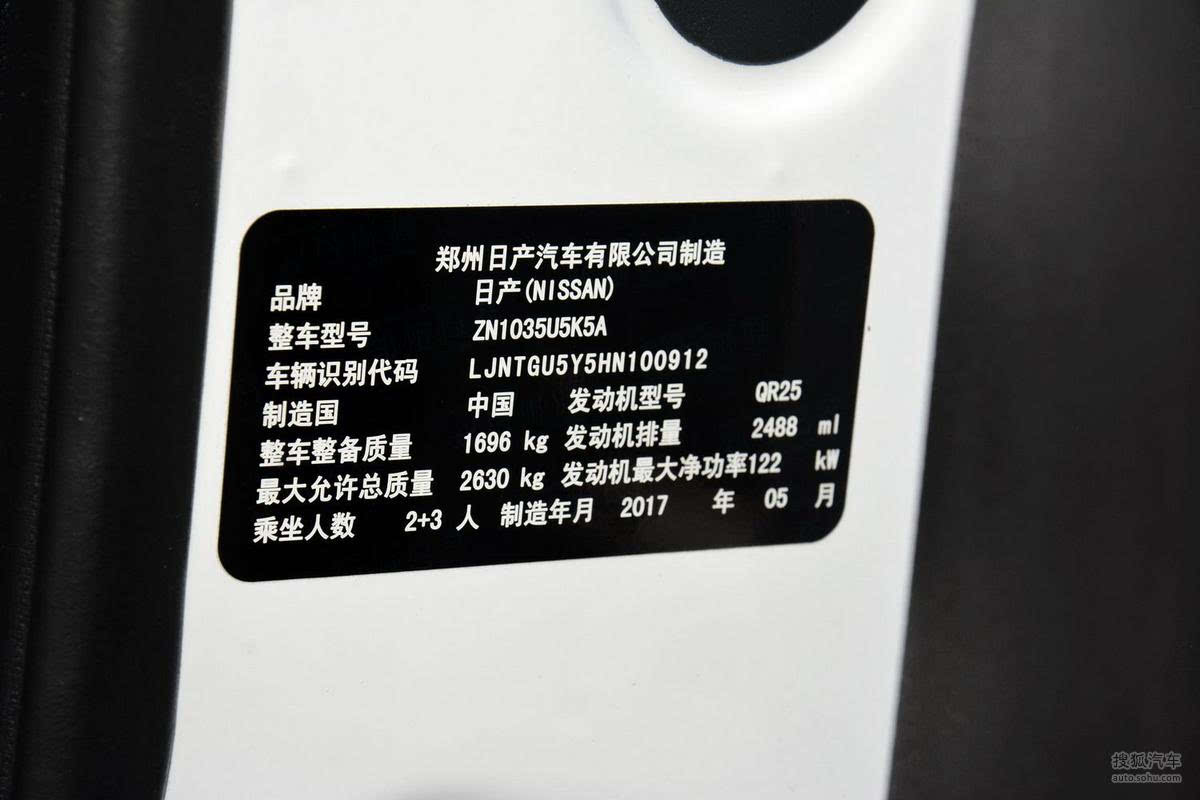 郑州日产汽车有限公司制造
品牌 日产(NISSAN)
整车型号 ZN1035U5K5A
车辆识别代码 LJNTGU5Y5HN100912
制造国 中国 发动机型号 QR25
整车整备质量 1696 kg 发动机排量 2488 ml
最大允许总质量 2630 kg 发动机最大净功率122 kW
乘坐人数 2+3 人 制造年月 2017 年 05 月
搜狐汽车
auto.sohu.com